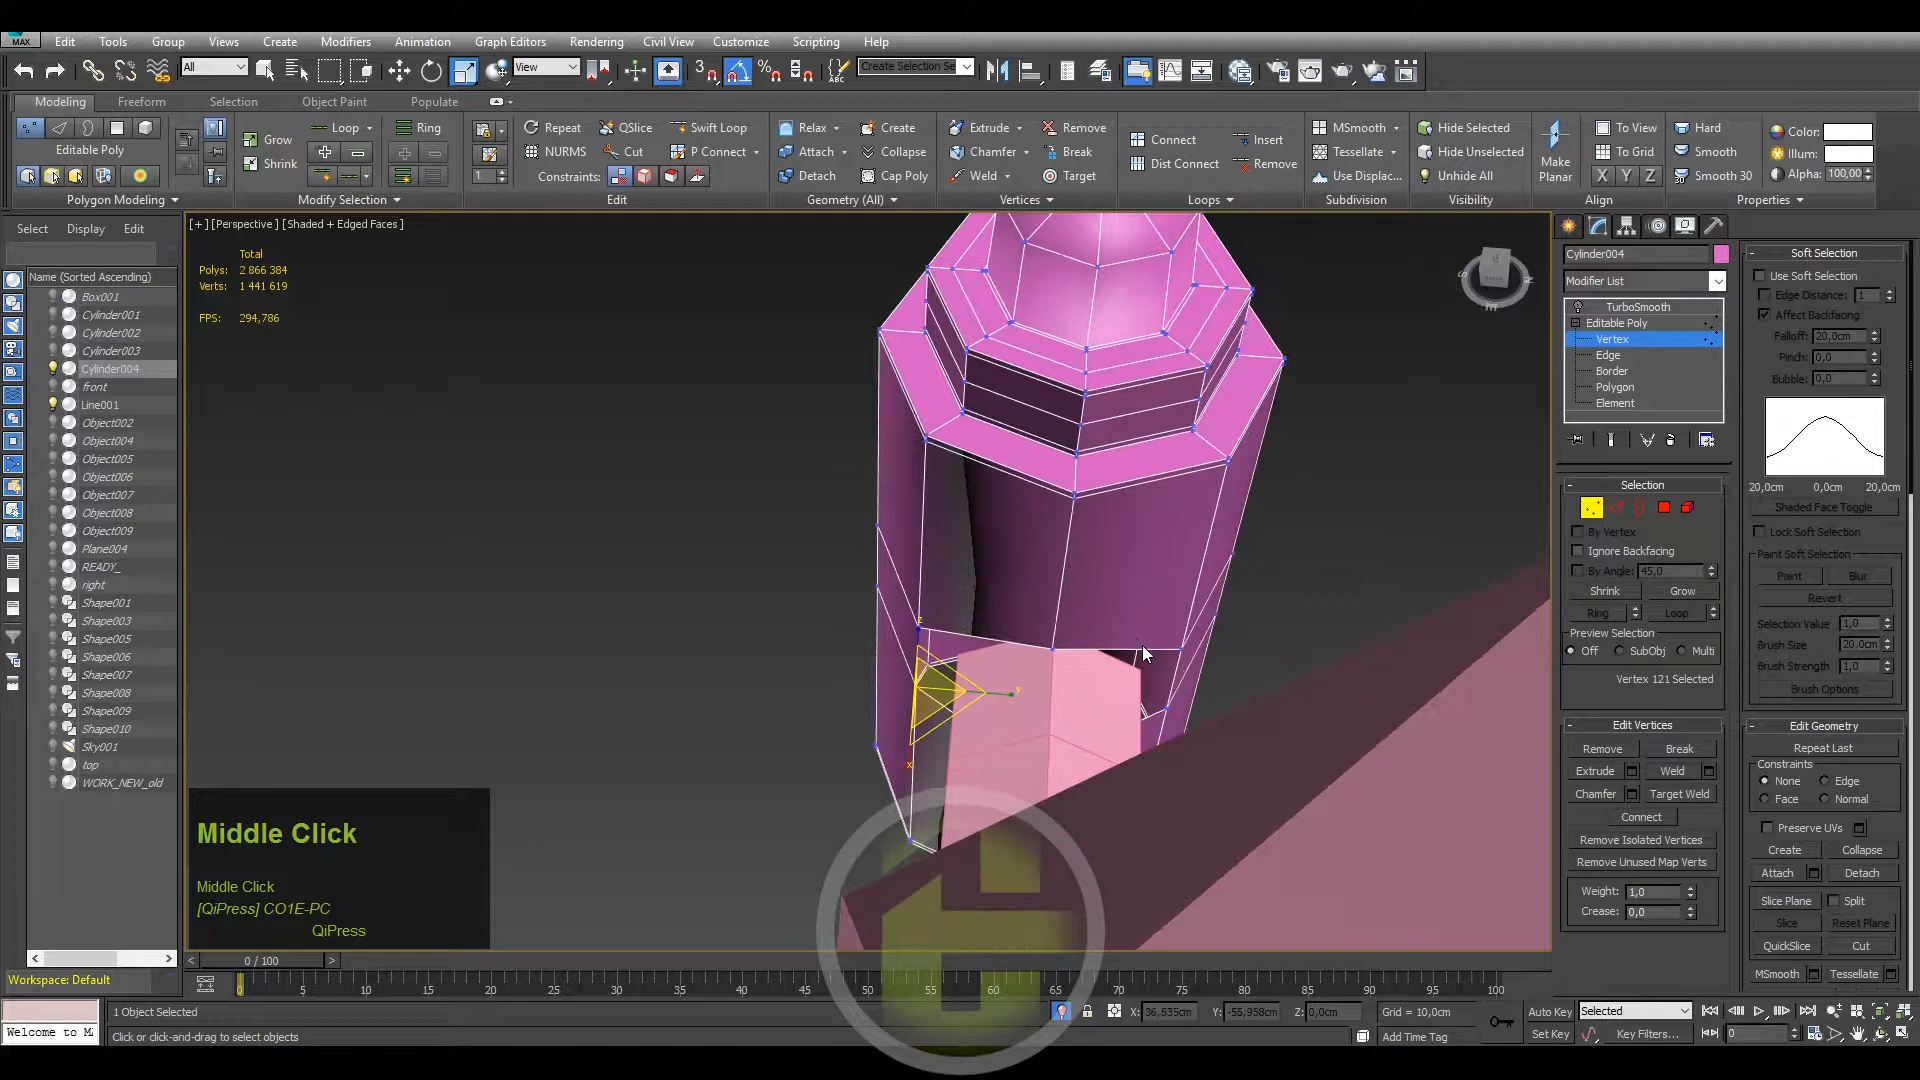 MAX Edit Tools Group Views Create Modifiers Animation Graph Editors Rendering Civil View Customize Scripting Help
All View 3 % ABC Create Selection Se
Modeling Freeform Selection Object Paint Populate
Grow Loop Ring Repeat QSlice Swift Loop Relax Create Extrude Remove Connect Insert MSmooth Hide Selected To View Hard Color:
Editable Poly Shrink NURMS Cut P Connect Attach Collapse Chamfer Break Dist Connect Remove Tessellate Hide Unselected Make Planar To Grid Smooth Illum:
1 Constraints: Detach Cap Poly Weld Target Use Displac... Unhide All X Y Z Smooth 30 Alpha: 100,00
Polygon Modeling Modify Selection Edit Geometry (All) Vertices Loops Subdivision Visibility Align Properties
Select Display Edit
Name (Sorted Ascending)
Box001
Cylinder001
Cylinder002
Cylinder003
Cylinder004
front
Line001
Object002
Object004
Object005
Object006
Object007
Object008
Object009
Plane004
READY_
right
Shape001
Shape003
Shape005
Shape006
Shape007
Shape008
Shape009
Shape010
Sky001
top
WORK_NEW_old
Workspace: Default
[+] [Perspective] [Shaded + Edged Faces]
Total
Polys: 2 866 384
Verts: 1 441 619
FPS: 294,786
z
y
x
Middle Click
Middle Click
[QiPress] CO1E-PC
QiPress
Cylinder004
Modifier List
TurboSmooth
Editable Poly
Vertex
Edge
Border
Polygon
Element
Selection
By Vertex
Ignore Backfacing
By Angle: 45,0
Shrink Grow
Ring Loop
Preview Selection
Off SubObj Multi
Vertex 121 Selected
Edit Vertices
Remove Break
Extrude Weld
Chamfer Target Weld
Connect
Remove Isolated Vertices
Remove Unused Map Verts
Weight: 1,0
Crease: 0,0
Soft Selection
Use Soft Selection
Edge Distance: 1
Affect Backfacing
Falloff: 20,0cm
Pinch: 0,0
Bubble: 0,0
20,0cm 0,0cm 20,0cm
Shaded Face Toggle
Lock Soft Selection
Paint Soft Selection
Paint Blur
Revert
Selection Value 1,0
Brush Size 20,0cm
Brush Strength 1,0
Brush Options
Edit Geometry
Repeat Last
Constraints
None Edge
Face Normal
Preserve UVs
Create Collapse
Attach Detach
Slice Plane Split
Slice Reset Plane
QuickSlice Cut
MSmooth Tessellate
0 / 100
0 5 10 15 20 25 30 35 40 45 50 55 60 65 70 75 80 85 90 95 100
1 Object Selected X: 36,535cm Y: -55,958cm Z: 0,0cm Grid = 10,0cm Auto Key Selected
Welcome to Click or click-and-drag to select objects Add Time Tag Set Key Key Filters... 0